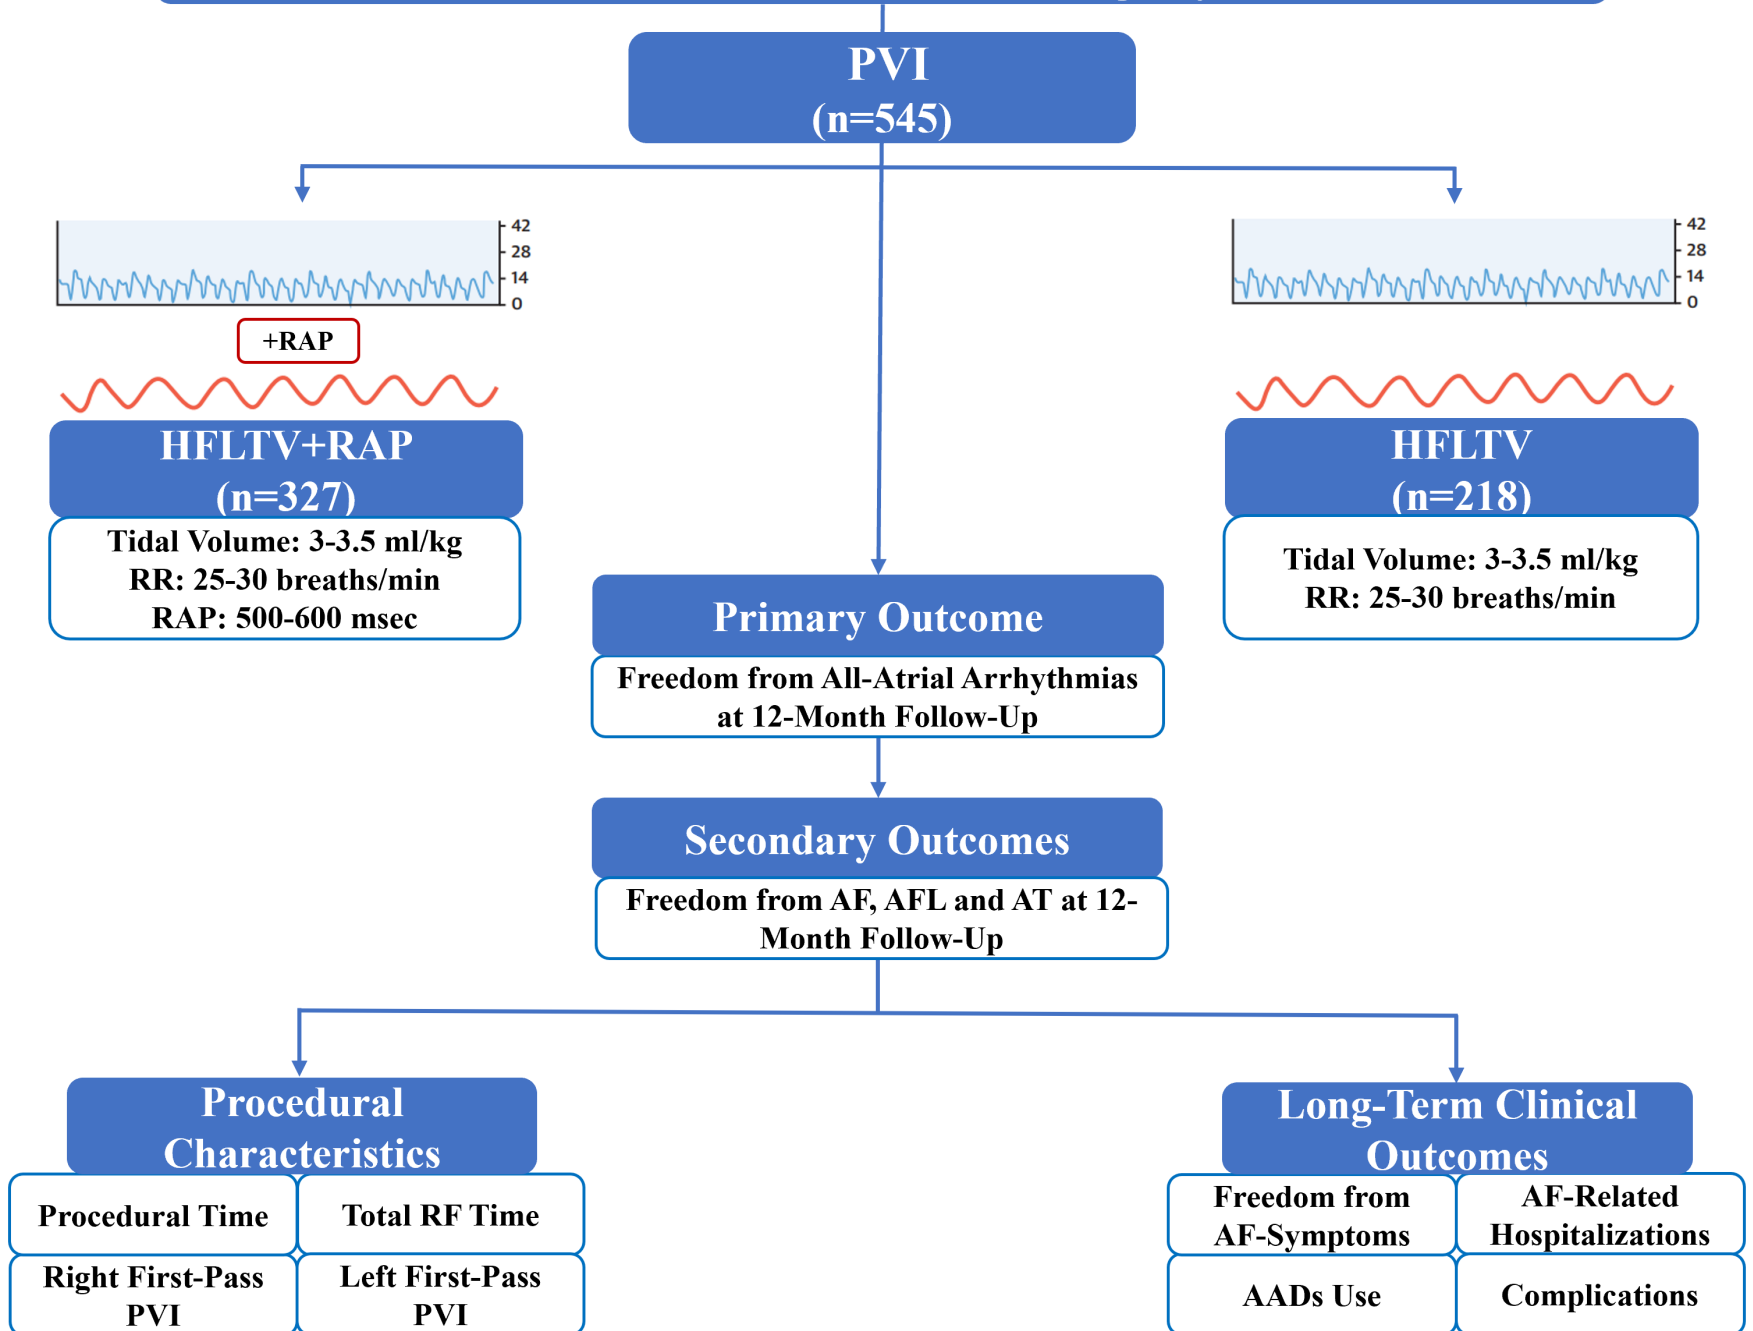 PVI
(n=545)
42
28
14
0
+RAP
HFLTV+RAP
(n=327)
Tidal Volume: 3-3.5 ml/kg
RR: 25-30 breaths/min
RAP: 500-600 msec
42
28
14
0
HFLTV
(n=218)
Tidal Volume: 3-3.5 ml/kg
RR: 25-30 breaths/min
Primary Outcome
Freedom from All-Atrial Arrhythmias
at 12-Month Follow-Up
Secondary Outcomes
Freedom from AF, AFL and AT at 12-
Month Follow-Up
Procedural
Characteristics
Procedural Time
Total RF Time
Right First-Pass
PVI
Left First-Pass
PVI
Long-Term Clinical
Outcomes
Freedom from
AF-Symptoms
AF-Related
Hospitalizations
AADs Use
Complications